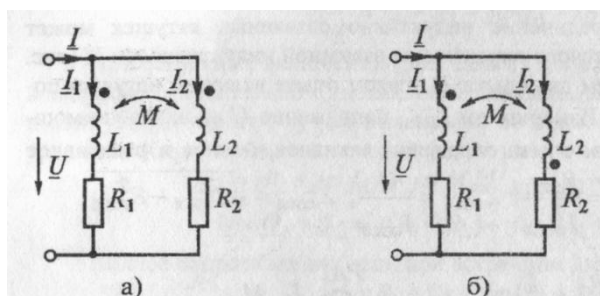 I I
I₁ I₂ I₁ I₂
M M
L₁ L₂ L₁ L₂
U U
R₁ R₂ R₁ R₂
а) б)